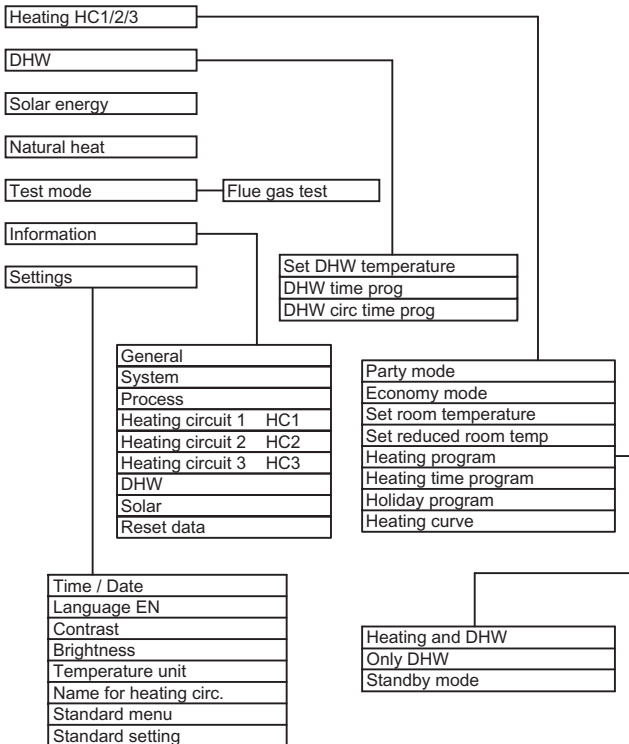 Heating HC1/2/3
DHW
Solar energy
Natural heat
Test mode
Flue gas test
Information
Settings
Set DHW temperature
DHW time prog
DHW circ time prog
General
System
Process
Heating circuit 1 HC1
Heating circuit 2 HC2
Heating circuit 3 HC3
DHW
Solar
Reset data
Party mode
Economy mode
Set room temperature
Set reduced room temp
Heating program
Heating time program
Holiday program
Heating curve
Time / Date
Language EN
Contrast
Brightness
Temperature unit
Name for heating circ.
Standard menu
Standard setting
Heating and DHW
Only DHW
Standby mode